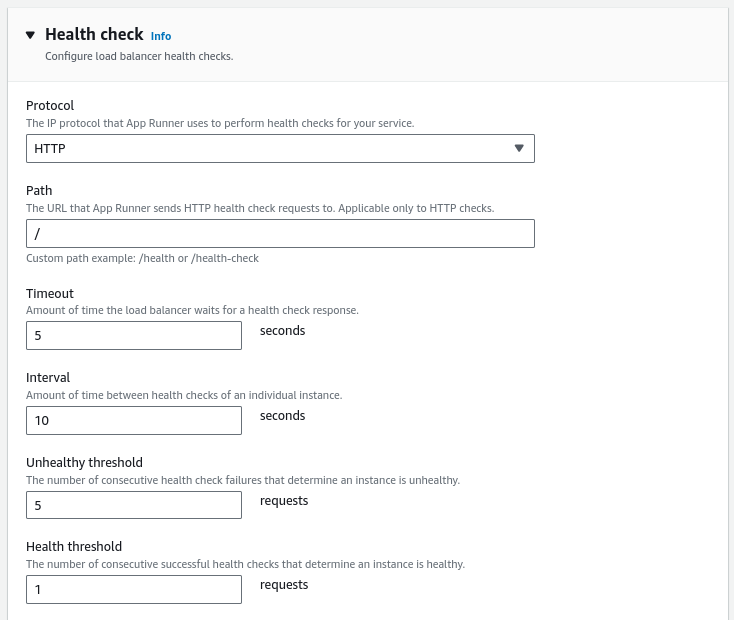 Health check Info
Configure load balancer health checks.
Protocol
The IP protocol that App Runner uses to perform health checks for your service.
HTTP
Path
The URL that App Runner sends HTTP health check requests to. Applicable only to HTTP checks.
/
Custom path example: /health or /health-check
Timeout
Amount of time the load balancer waits for a health check response.
5 seconds
Interval
Amount of time between health checks of an individual instance.
10 seconds
Unhealthy threshold
The number of consecutive health check failures that determine an instance is unhealthy.
5 requests
Health threshold
The number of consecutive successful health checks that determine an instance is healthy.
1 requests